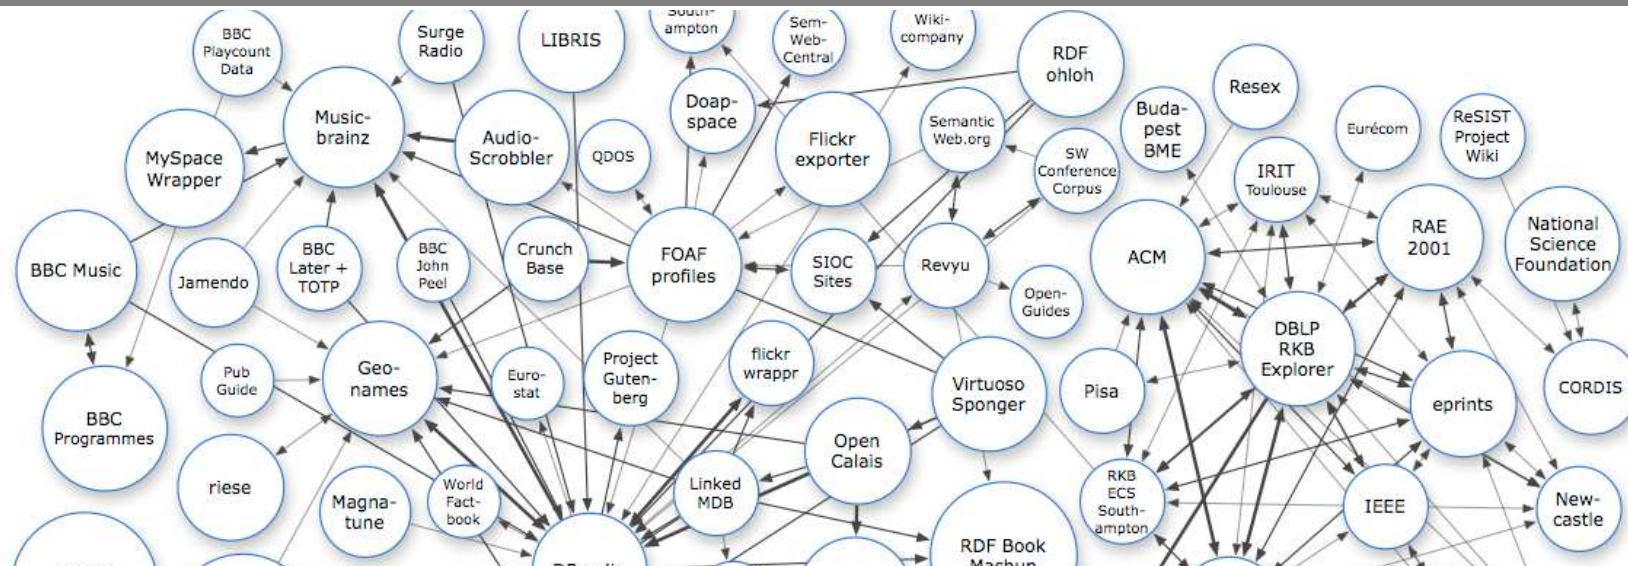 South-
ampton
BBC
Playcount
Data
Surge
Radio
LIBRIS
Sem-
Web-
Central
Wiki-
company
RDF
ohloh
Resex
Music-
brainz
Audio-
Scrobbler
QDOS
Doap-
space
Flickr
exporter
Semantic
Web.org
SW
Conference
Corpus
Buda-
pest
BME
IRIT
Toulouse
Eurécom
ReSIST
Project
Wiki
MySpace
Wrapper
BBC Music
Jamendo
BBC
Later +
TOTP
BBC
John
Peel
Crunch
Base
FOAF
profiles
SIOC
Sites
Revyu
Open-
Guides
ACM
RAE
2001
National
Science
Foundation
BBC
Programmes
Pub
Guide
Geo-
names
Euro-
stat
Project
Guten-
berg
flickr
wrappr
Virtuoso
Sponger
Pisa
DBLP
RKB
Explorer
eprints
CORDIS
riese
Magna-
tune
World
Fact-
book
Linked
MDB
Open
Calais
RDF Book
Mashup
RKB
ECS
South-
ampton
IEEE
New-
castle